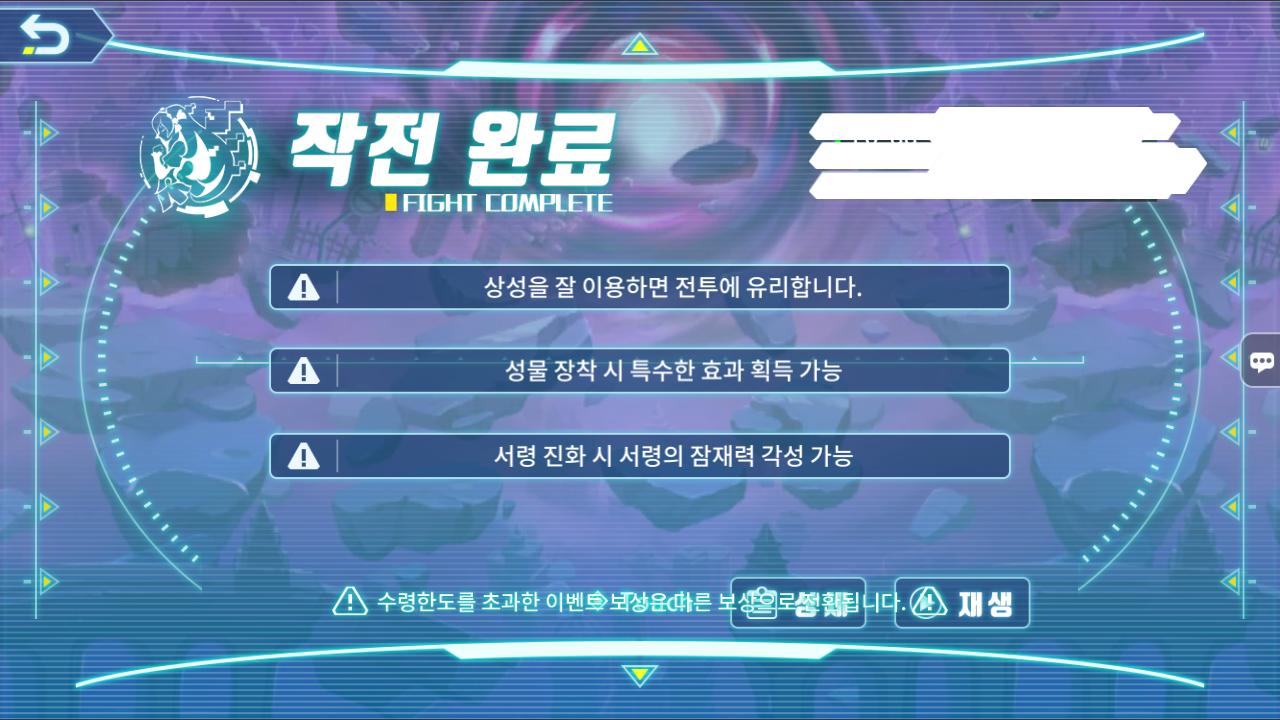 작전 완료
FIGHT COMPLETE
상성을 잘 이용하면 전투에 유리합니다.
성물 장착 시 특수한 효과 획득 가능
서령 진화 시 서령의 잠재력 각성 가능
수령한도를 초과한 이벤트 보상은 다른 보상으로 전환됩니다.
재생